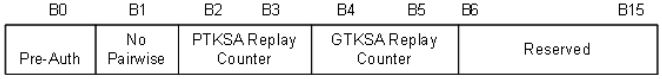 B0 B1 B2 B3 B4 B5 B6 B15
Pre-Auth
No
Pairwise
PTKSA Replay
Counter
GTKSA Replay
Counter
Reserved